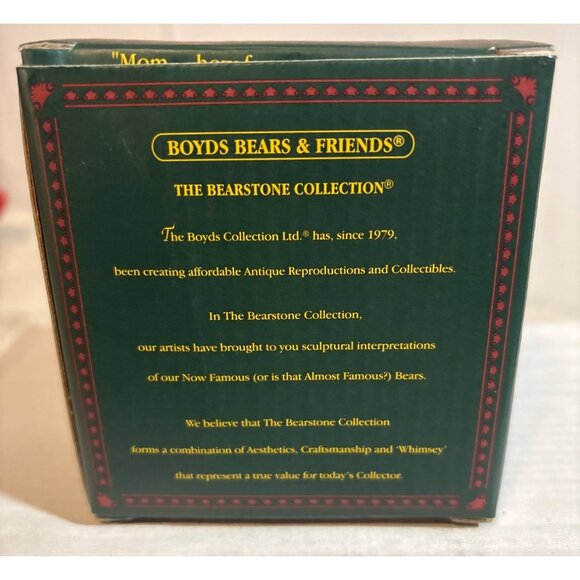 "Mom
BOYDS BEARS & FRIENDS®
THE BEARSTONE COLLECTION®
The Boyds Collection Ltd.® has, since 1979,
been creating affordable Antique Reproductions and Collectibles.
In The Bearstone Collection,
our artists have brought to you sculptural interpretations
of our Now Famous (or is that Almost Famous?) Bears.
We believe that The Bearstone Collection
forms a combination of Aesthetics, Craftsmanship and 'Whimsey'
that represent a true value for today's Collector.